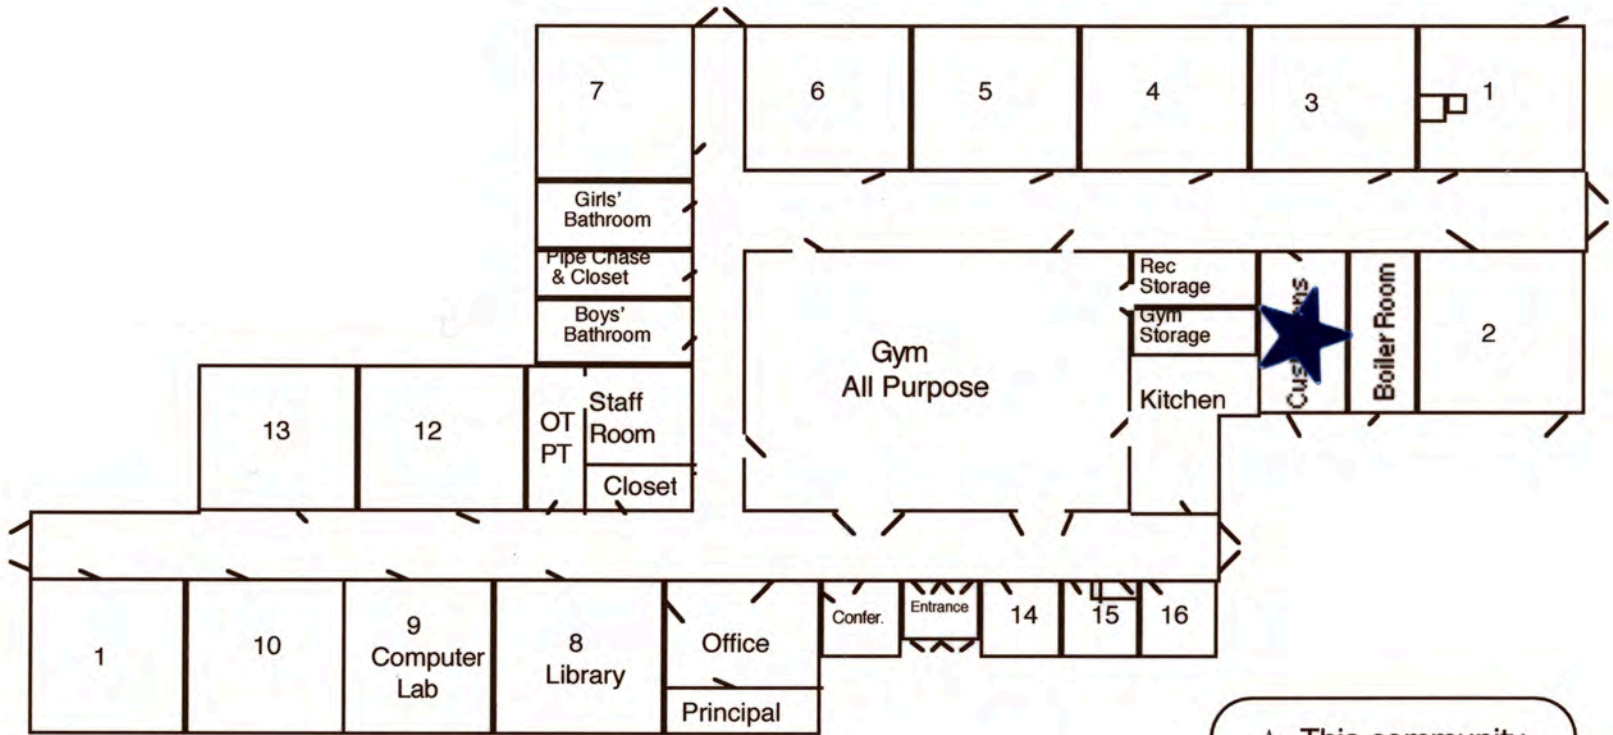 7
6
5
4
3
1
Girls'
Bathroom
Pipe Chase
& Closet
Boys'
Bathroom
Rec
Storage
Gym
Storage
Boiler Room
2
Gym
All Purpose
Kitchen
13
12
OT
PT
Staff
Room
Closet
1
10
9
Computer
Lab
8
Library
Office
Principal
Confer.
Entrance
14
15
16
This community